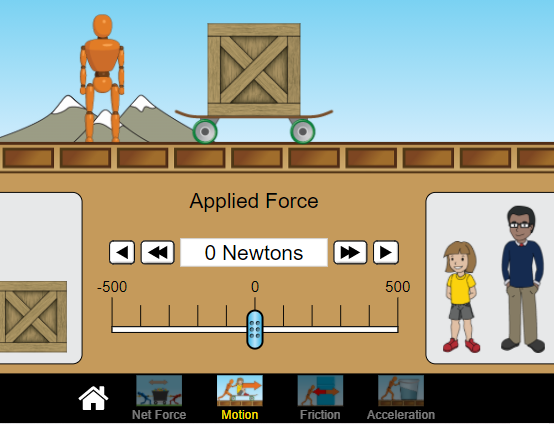 Applied Force
0 Newtons
-500 0 500
Net Force Motion Friction Acceleration